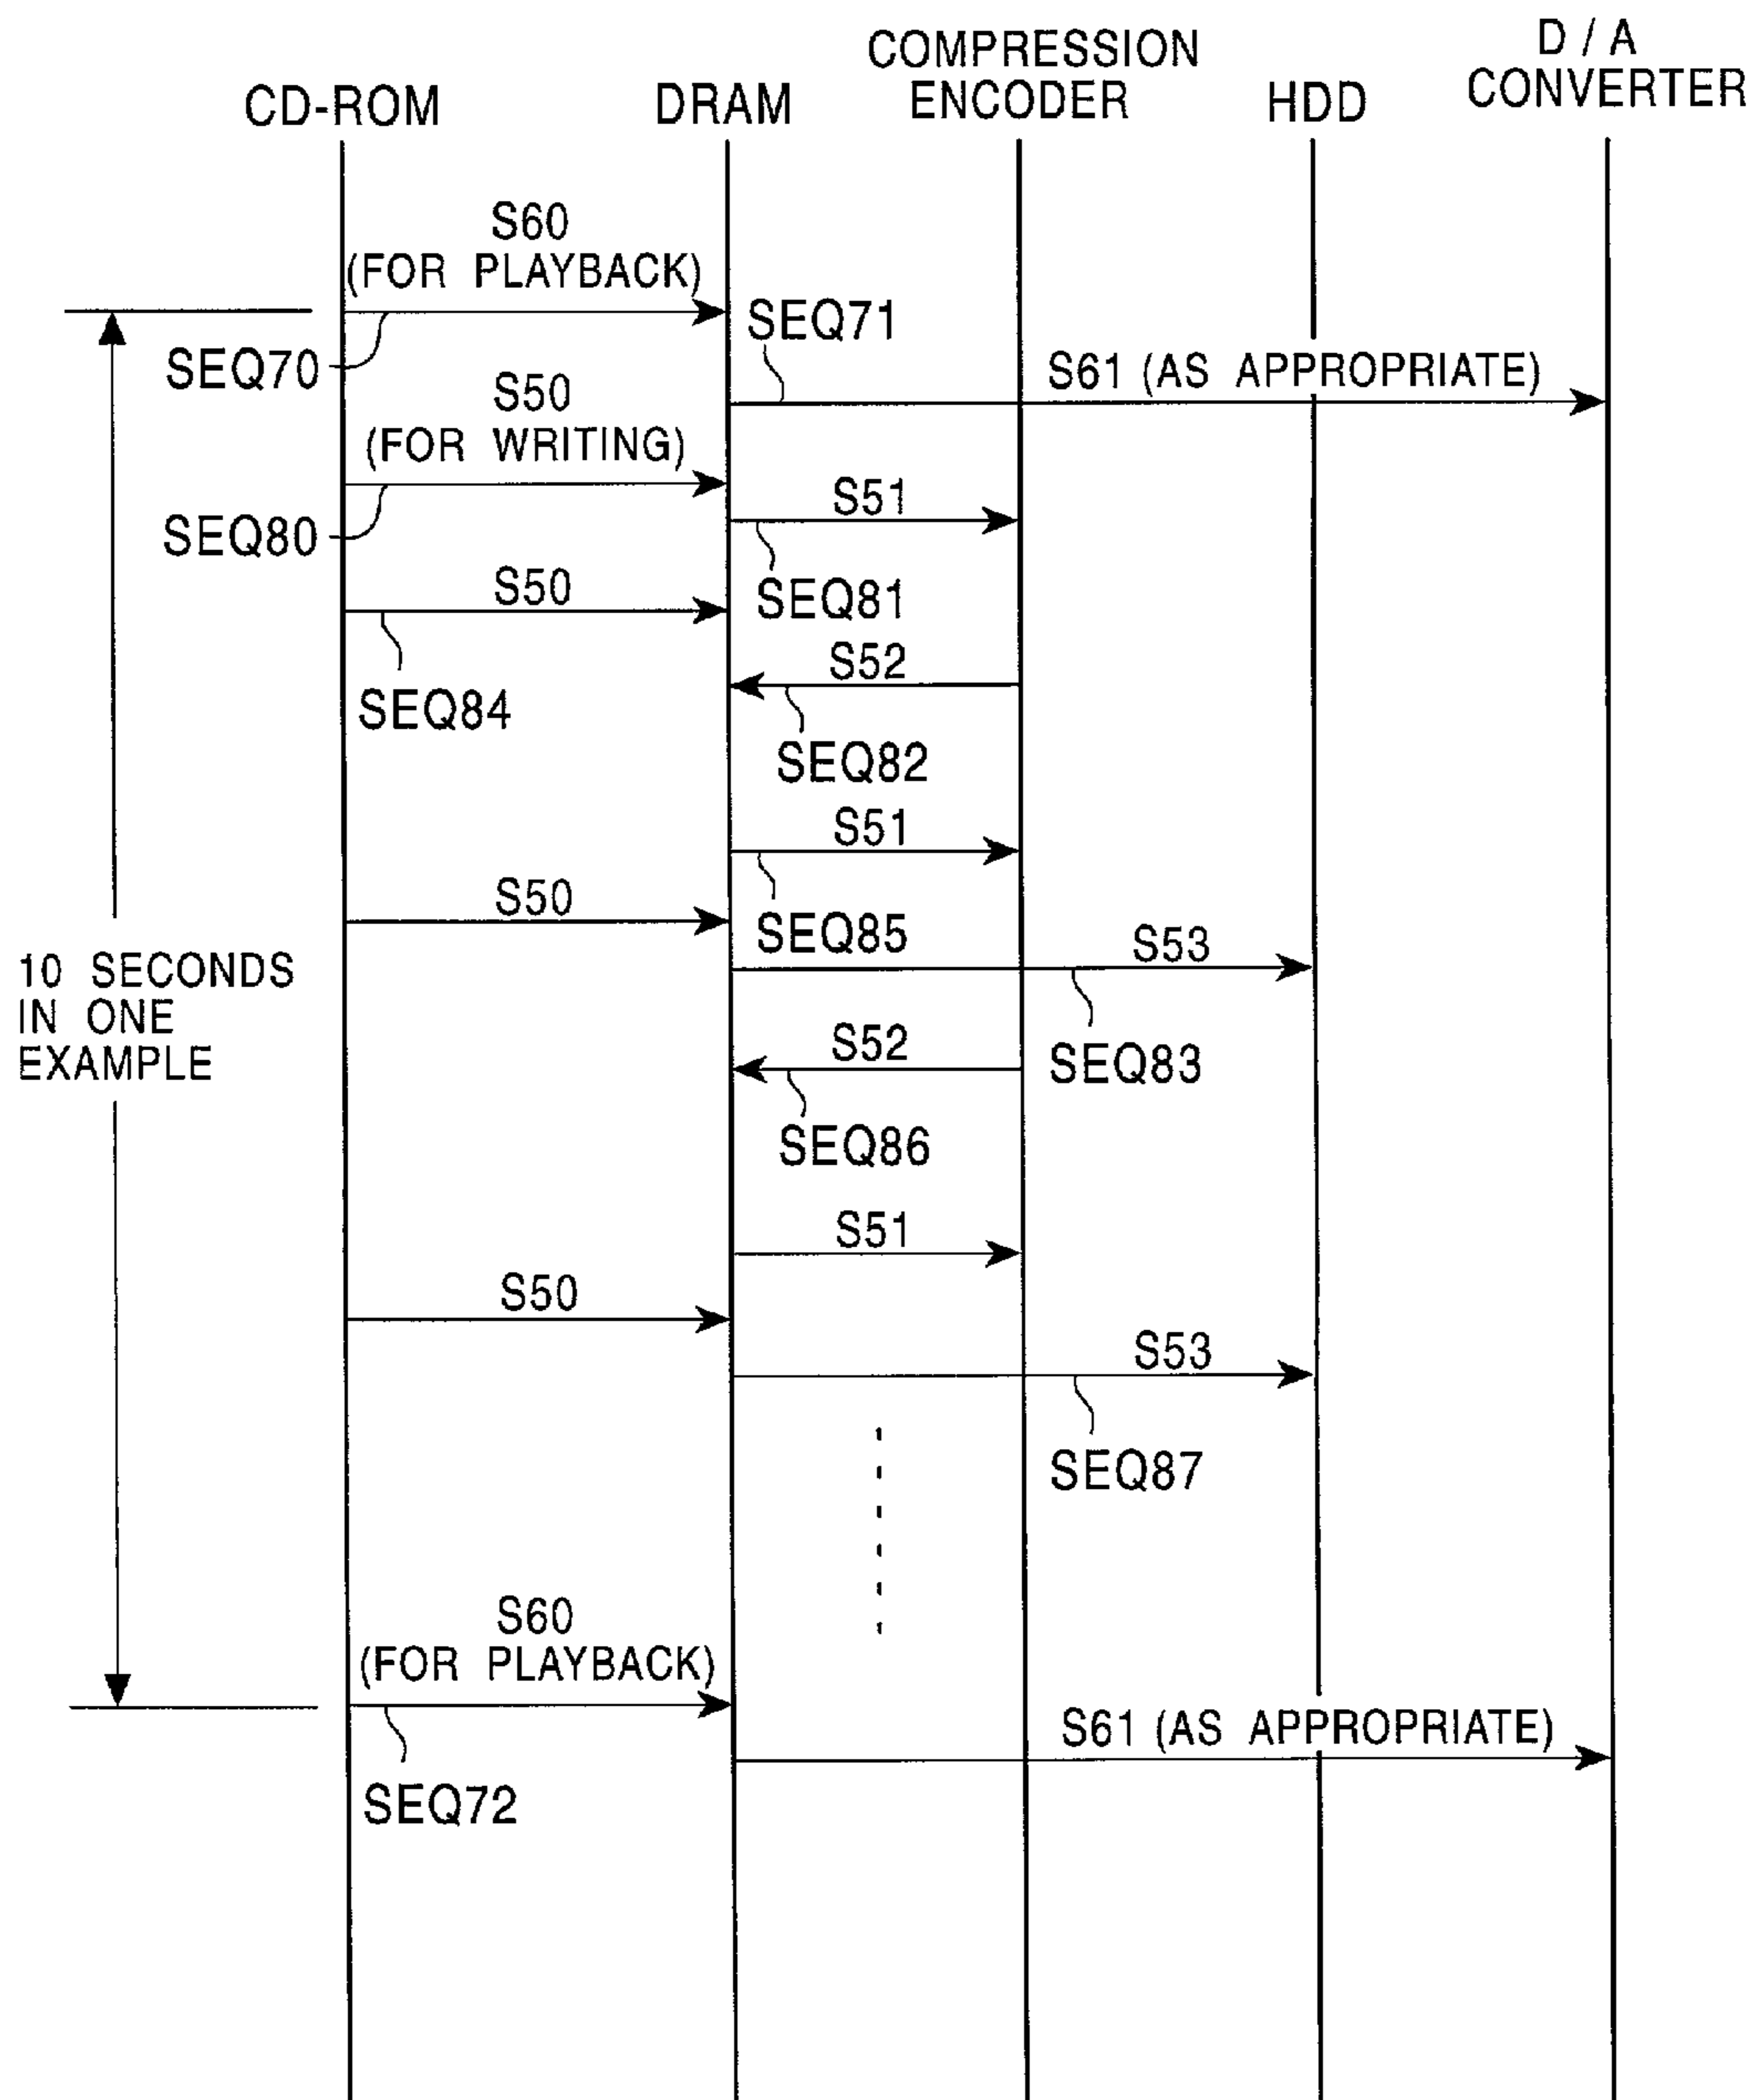 CD-ROM
DRAM
COMPRESSION
ENCODER
HDD
D / A
CONVERTER
S60
(FOR PLAYBACK)
SEQ70
SEQ71
S61 (AS APPROPRIATE)
S50
(FOR WRITING)
SEQ80
S51
SEQ81
S50
SEQ84
S52
SEQ82
S51
SEQ85
S50
10 SECONDS
IN ONE
EXAMPLE
S53
SEQ83
S52
SEQ86
S51
S50
S53
SEQ87
S60
(FOR PLAYBACK)
SEQ72
S61 (AS APPROPRIATE)